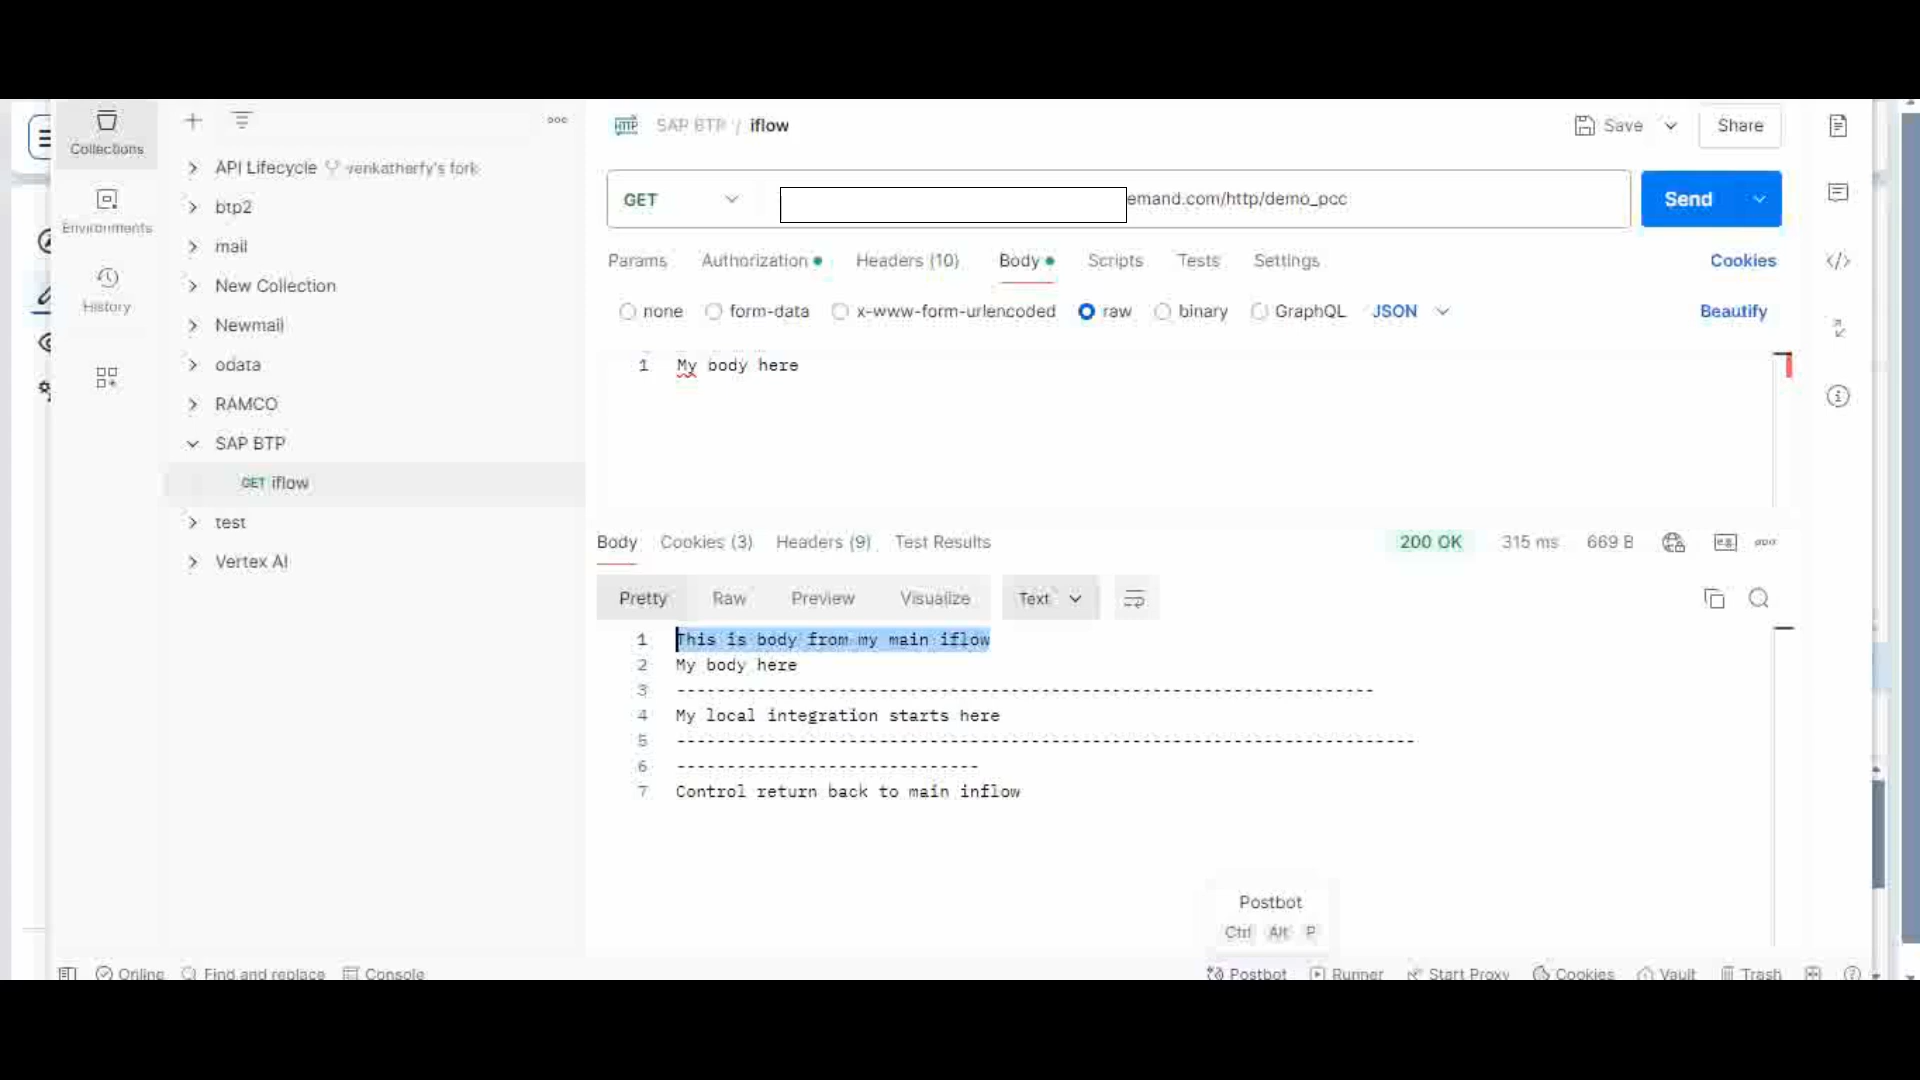 Collections
Environments
History
API Lifecycle venkatherfy's fork
btp2
mail
New Collection
Newmail
odata
RAMCO
SAP BTP
GET iflow
test
Vertex AI
HTTP SAP BTP / iflow
Save
Share
GET
emand.com/http/demo_pcc
Send
Params Authorization Headers (10) Body Scripts Tests Settings
Cookies
none form-data x-www-form-urlencoded raw binary GraphQL JSON
Beautify
1 My body here
Body Cookies (3) Headers (9) Test Results
200 OK 315 ms 669 B
e.g.
Pretty Raw Preview Visualize Text
1 This is body from my main iflow
2 My body here
3 ---------------------------------------------------------------------
4 My local integration starts here
5 -------------------------------------------------------------------------
6 ------------------------------
7 Control return back to main inflow
Postbot
Ctrl Alt P
Online Find and replace Console
Postbot Runner Start Proxy Cookies Vault Trash